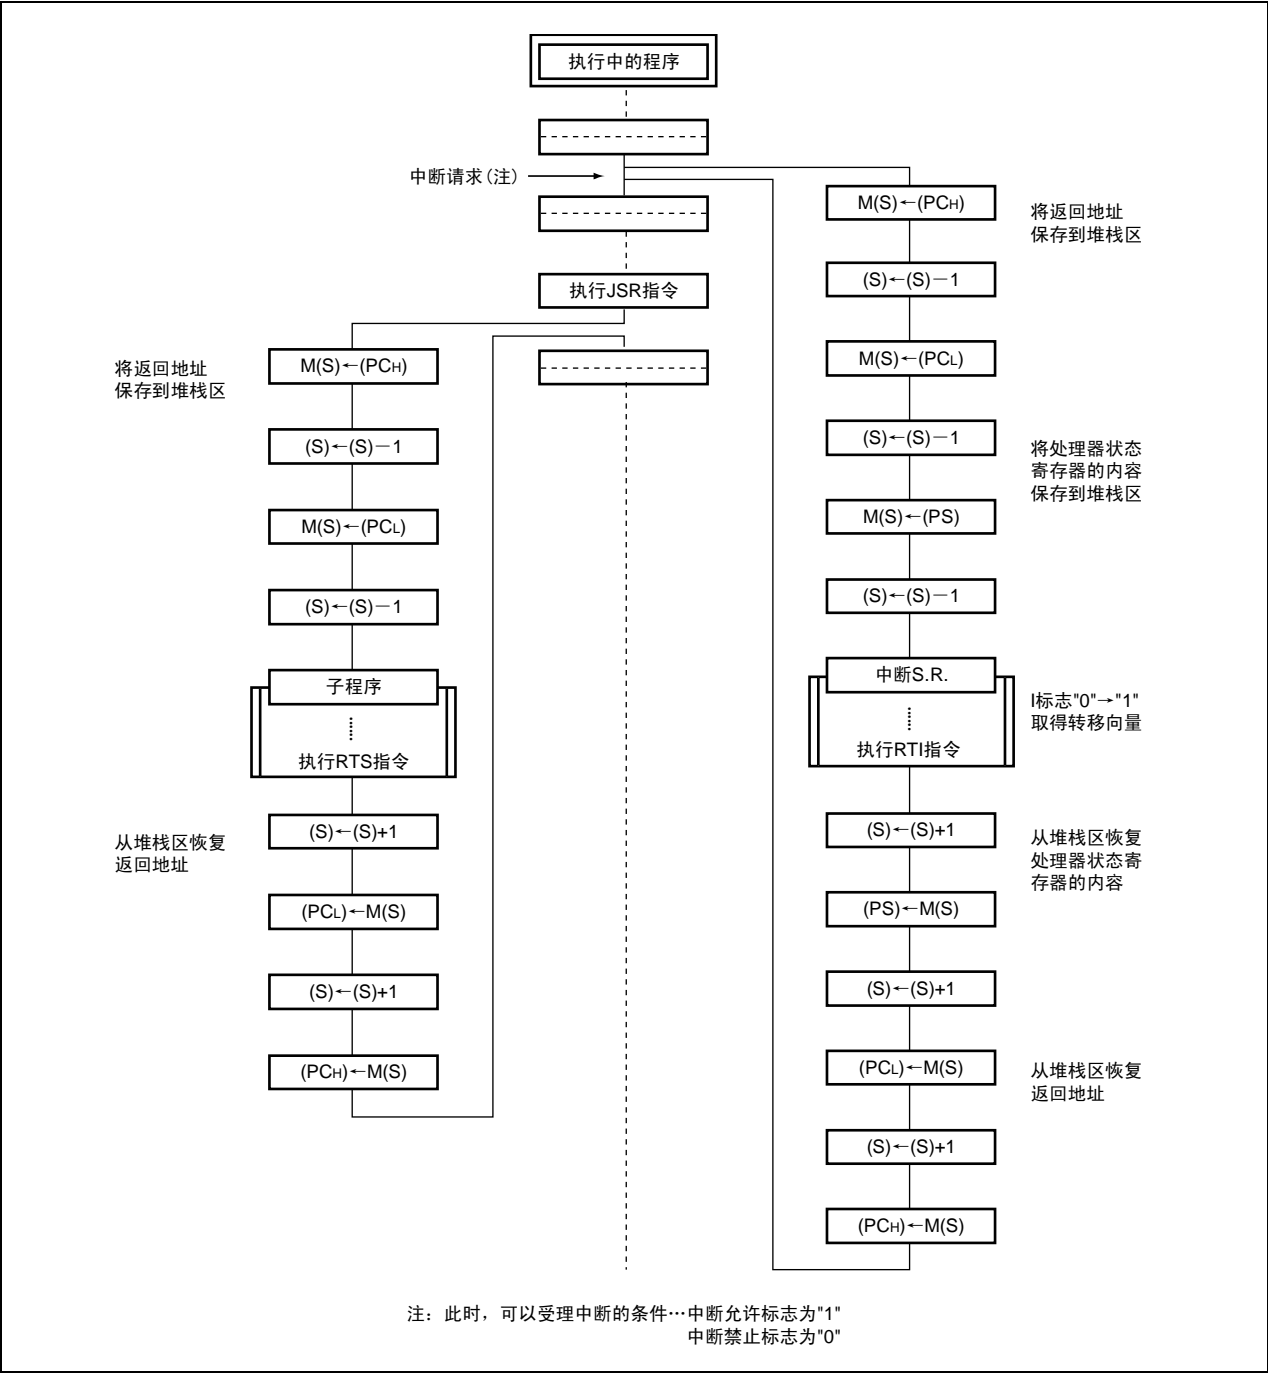 执行中的程序
中断请求(注)
执行JSR指令
将返回地址
保存到堆栈区
M(S)←(PCH)
(S)←(S)－1
M(S)←(PCL)
(S)←(S)－1
子程序
执行RTS指令
从堆栈区恢复
返回地址
(S)←(S)+1
(PCL)←M(S)
(S)←(S)+1
(PCH)←M(S)
M(S)←(PCH)
将返回地址
保存到堆栈区
(S)←(S)－1
M(S)←(PCL)
(S)←(S)－1
将处理器状态
寄存器的内容
保存到堆栈区
M(S)←(PS)
(S)←(S)－1
中断S.R.
执行RTI指令
I标志"0"→"1"
取得转移向量
(S)←(S)+1
从堆栈区恢复
处理器状态寄
存器的内容
(PS)←M(S)
(S)←(S)+1
(PCL)←M(S)
从堆栈区恢复
返回地址
(S)←(S)+1
(PCH)←M(S)
注：此时，可以受理中断的条件…中断允许标志为"1"
中断禁止标志为"0"